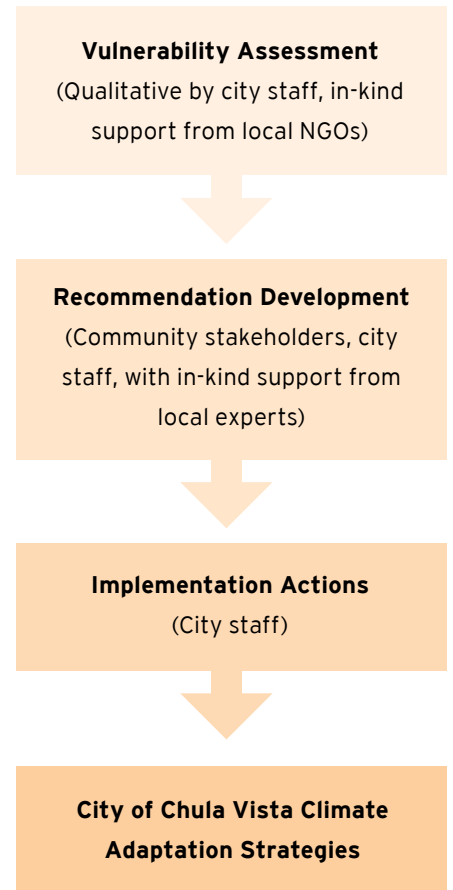 Vulnerability Assessment
(Qualitative by city staff, in-kind
support from local NGOs)
Recommendation Development
(Community stakeholders, city
staff, with in-kind support from
local experts)
Implementation Actions
(City staff)
City of Chula Vista Climate
Adaptation Strategies